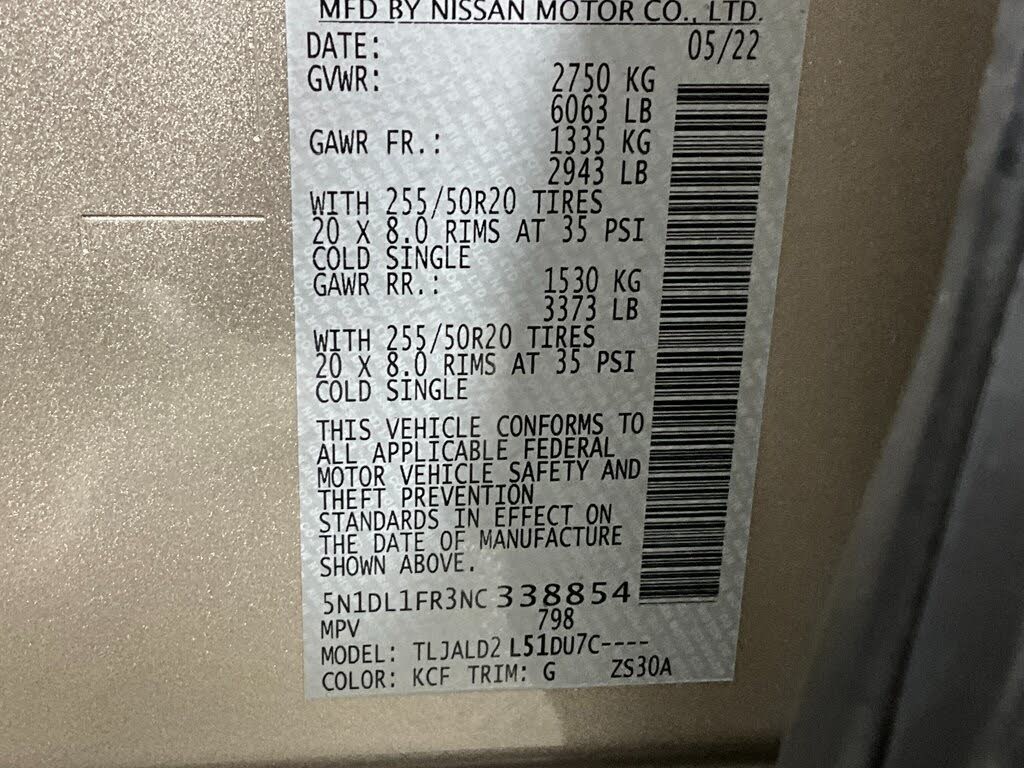 MFD BY NISSAN MOTOR CO., LTD.
DATE: 05/22
GVWR: 2750 KG
6063 LB
GAWR FR.: 1335 KG
2943 LB
WITH 255/50R20 TIRES
20 X 8.0 RIMS AT 35 PSI
COLD SINGLE
GAWR RR.: 1530 KG
3373 LB
WITH 255/50R20 TIRES
20 X 8.0 RIMS AT 35 PSI
COLD SINGLE
THIS VEHICLE CONFORMS TO
ALL APPLICABLE FEDERAL
MOTOR VEHICLE SAFETY AND
THEFT PREVENTION
STANDARDS IN EFFECT ON
THE DATE OF MANUFACTURE
SHOWN ABOVE.
5N1DL1FR3NC 338854
MPV 798
MODEL: TLJALD2 L51DU7C----
COLOR: KCF TRIM: G ZS30A